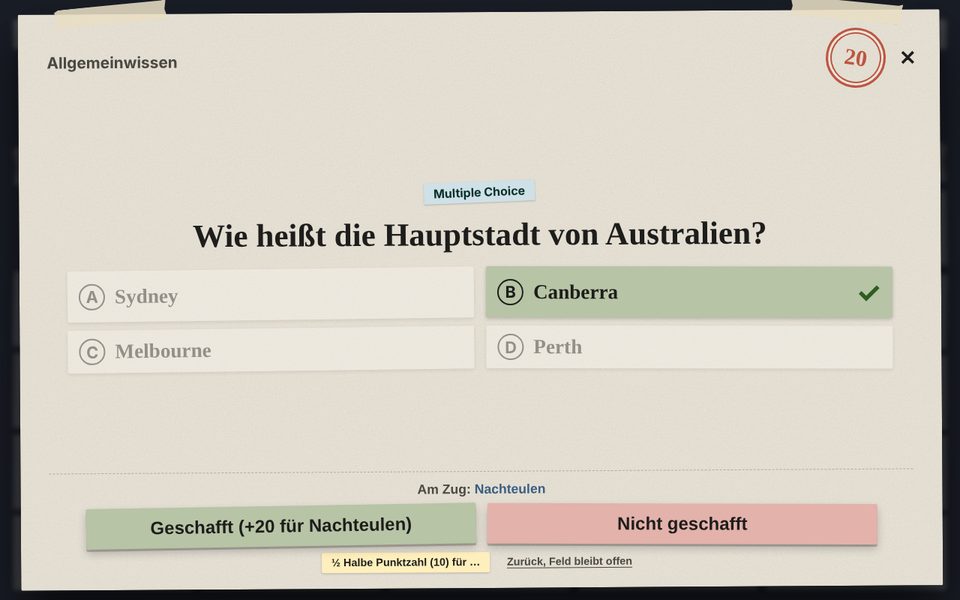 Allgemeinwissen
20
×
Multiple Choice
Wie heißt die Hauptstadt von Australien?
A Sydney
B Canberra
C Melbourne
D Perth
Am Zug: Nachteulen
Geschafft (+20 für Nachteulen)
Nicht geschafft
½ Halbe Punktzahl (10) für …
Zurück, Feld bleibt offen